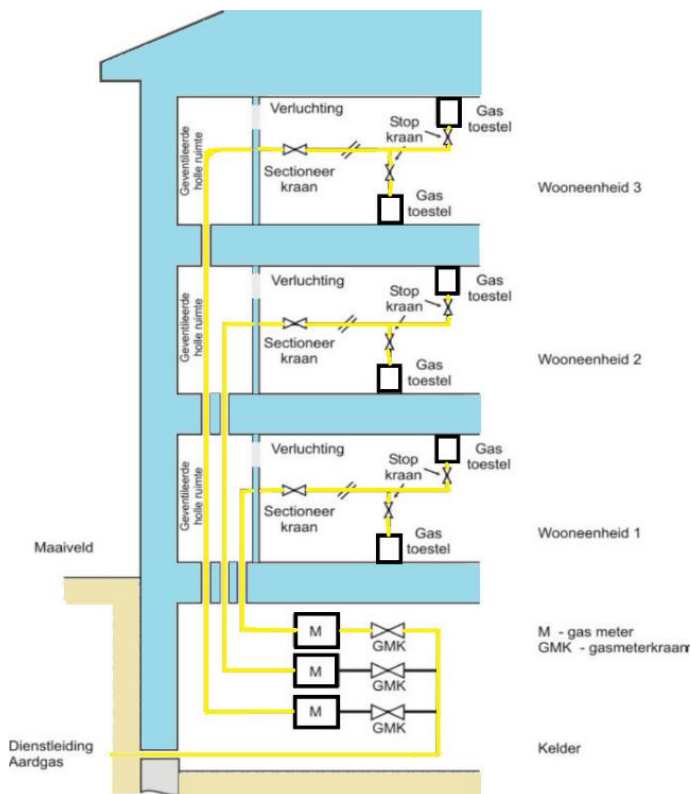 Verluchting
Gas
toestel
Stop
kraan
Geventileerde
holle ruimte
Sectioneer
kraan
Wooneenheid 3
Gas
toestel
Verluchting
Gas
toestel
Stop
kraan
Geventileerde
holle ruimte
Sectioneer
kraan
Wooneenheid 2
Gas
toestel
Verluchting
Gas
toestel
Stop
kraan
Geventileerde
holle ruimte
Sectioneer
kraan
Wooneenheid 1
Gas
toestel
Maaiveld
M
GMK
M - gas meter
GMK - gasmeterkraan
M
GMK
M
GMK
Dienstleiding
Aardgas
Kelder